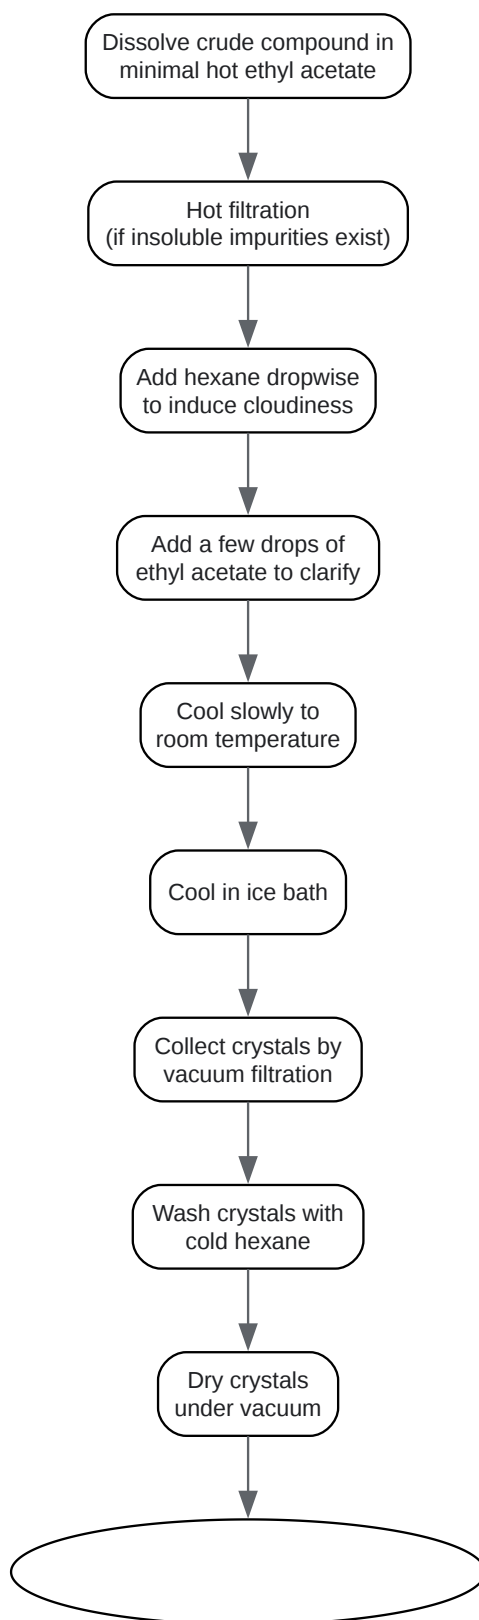 Dissolve crude compound in
minimal hot ethyl acetate
Hot filtration
(if insoluble impurities exist)
Add hexane dropwise
to induce cloudiness
Add a few drops of
ethyl acetate to clarify
Cool slowly to
room temperature
Cool in ice bath
Collect crystals by
vacuum filtration
Wash crystals with
cold hexane
Dry crystals
under vacuum